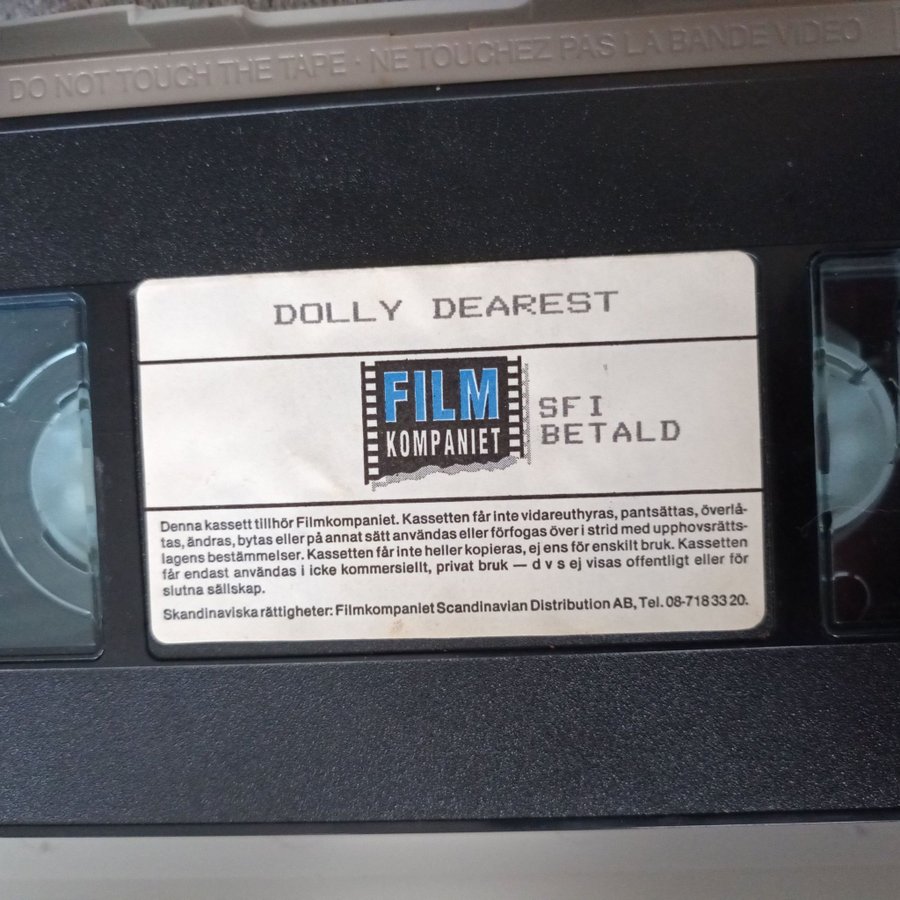 DO NOT TOUCH THE TAPE · NE TOUCHEZ PAS LA BANDE VIDEO
DOLLY DEAREST
FILM
KOMPANIET
SFI
BETALD
Denna kassett tillhör Filmkompaniet. Kassetten får inte vidareuthyras, pantsättas, överlå-
tas, ändras, bytas eller på annat sätt användas eller förfogas över i strid med upphovsrätts-
lagens bestämmelser. Kassetten får inte heller kopieras, ej ens för enskilt bruk. Kassetten
får endast användas i icke kommersiellt, privat bruk — d v s ej visas offentligt eller för
slutna sällskap.
Skandinaviska rättigheter: Filmkompaniet Scandinavian Distribution AB, Tel. 08-718 33 20.